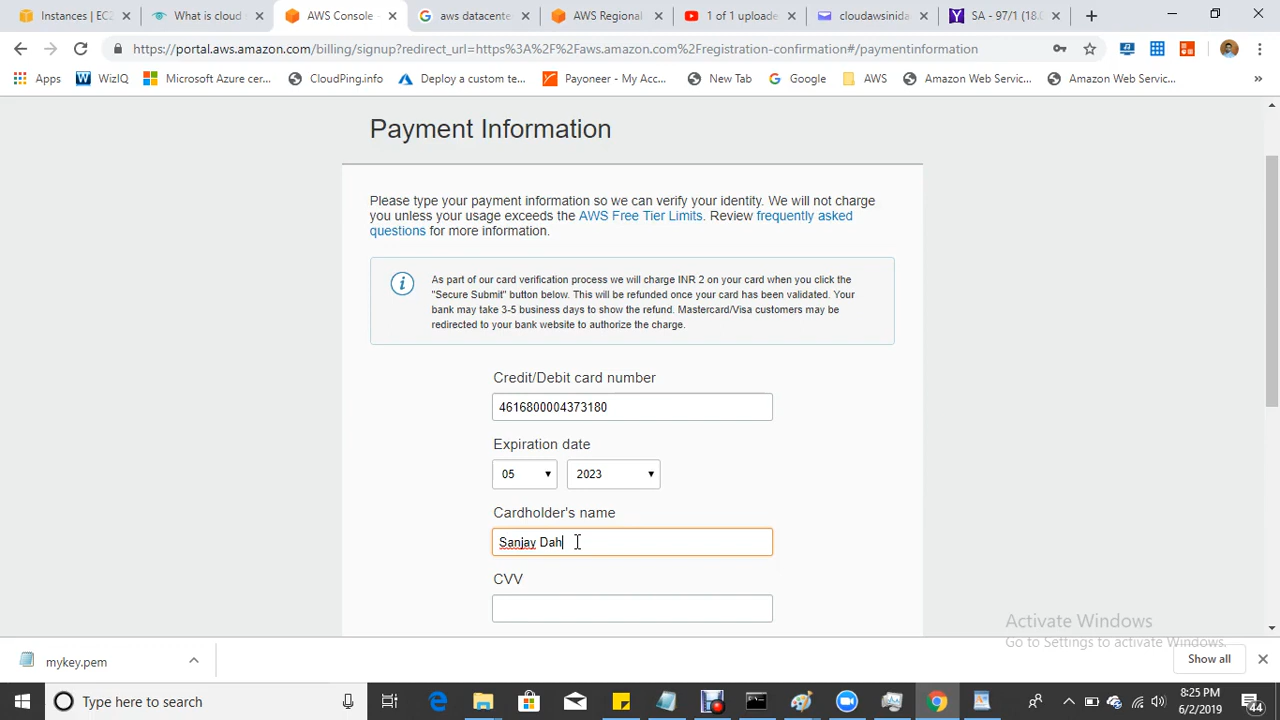 Instances | EC2
What is cloud
AWS Console -
aws datacente
AWS Regional
1 of 1 uploade
cloudawsinida
SA - 97/1 (18.0
https://portal.aws.amazon.com/billing/signup?redirect_url=https%3A%2F%2Faws.amazon.com%2Fregistration-confirmation#/paymentinformation
Apps
WizIQ
Microsoft Azure cer...
CloudPing.info
Deploy a custom te...
Payoneer - My Acc...
New Tab
Google
AWS
Amazon Web Servic...
Amazon Web Servic...
»
Payment Information
Please type your payment information so we can verify your identity. We will not charge
you unless your usage exceeds the AWS Free Tier Limits. Review frequently asked
questions for more information.
As part of our card verification process we will charge INR 2 on your card when you click the
"Secure Submit" button below. This will be refunded once your card has been validated. Your
bank may take 3-5 business days to show the refund. Mastercard/Visa customers may be
redirected to your bank website to authorize the charge.
Credit/Debit card number
4616800004373180
Expiration date
05
2023
Cardholder's name
Sanjay Dah
CVV
Activate Windows
Go to Settings to activate Windows.
mykey.pem
Show all
Type here to search
8:25 PM
6/2/2019
44